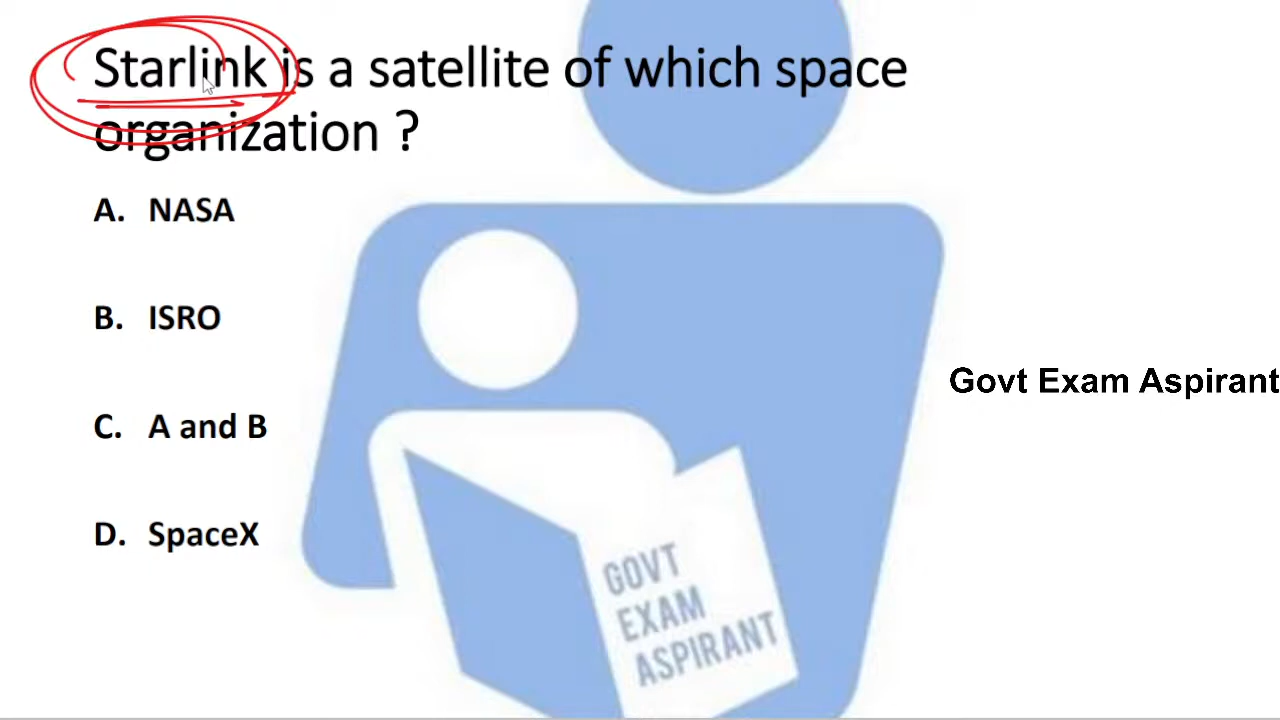 Starlink is a satellite of which space
organization ?
A. NASA
B. ISRO
C. A and B
D. SpaceX
Govt Exam Aspirant
GOVT
EXAM
ASPIRANT